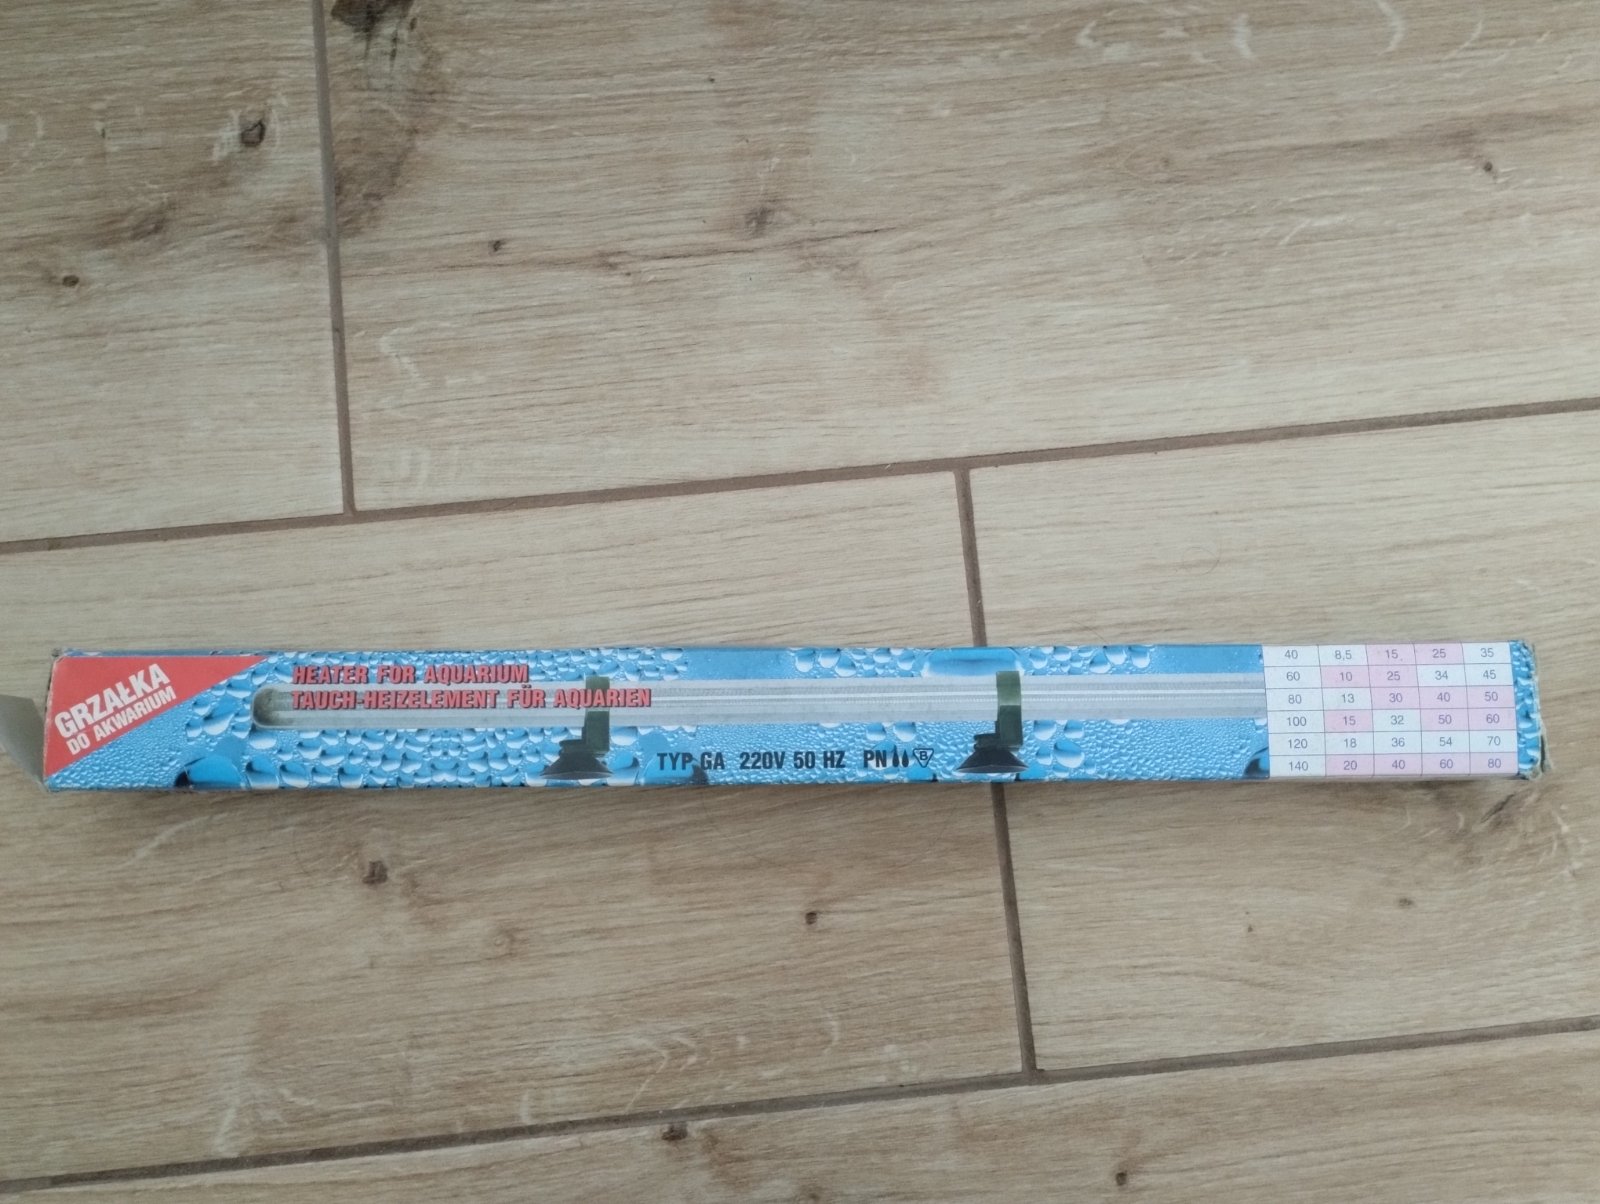 GRZAŁKA
DO AKWARIUM
HEATER FOR AQUARIUM
TAUCH-HEIZELEMENT FÜR AQUARIEN
TYP GA 220V 50 HZ PN B
40 8,5 15 25 35
60 10 25 34 45
80 13 30 40 50
100 15 32 50 60
120 18 36 54 70
140 20 40 60 80